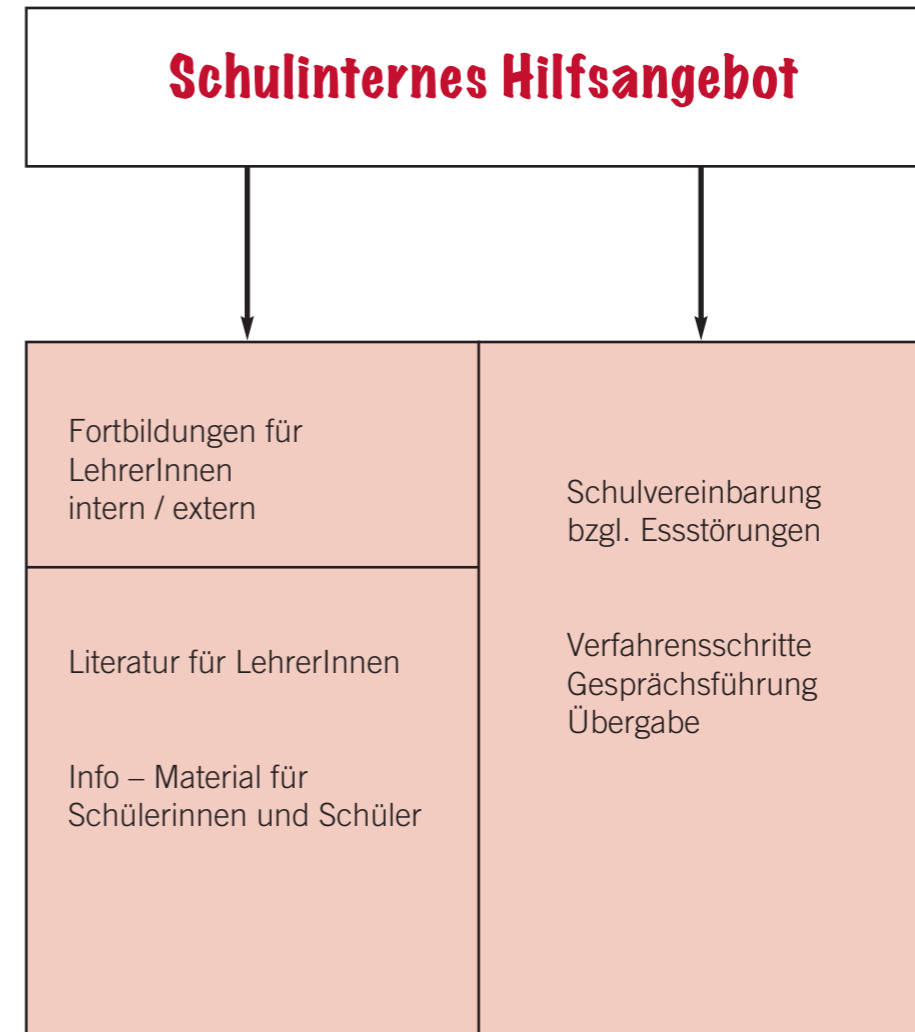 Schulinternes Hilfsangebot
Fortbildungen für
LehrerInnen
intern / extern
Literatur für LehrerInnen
Info – Material für
Schülerinnen und Schüler
Schulvereinbarung
bzgl. Essstörungen
Verfahrensschritte
Gesprächsführung
Übergabe